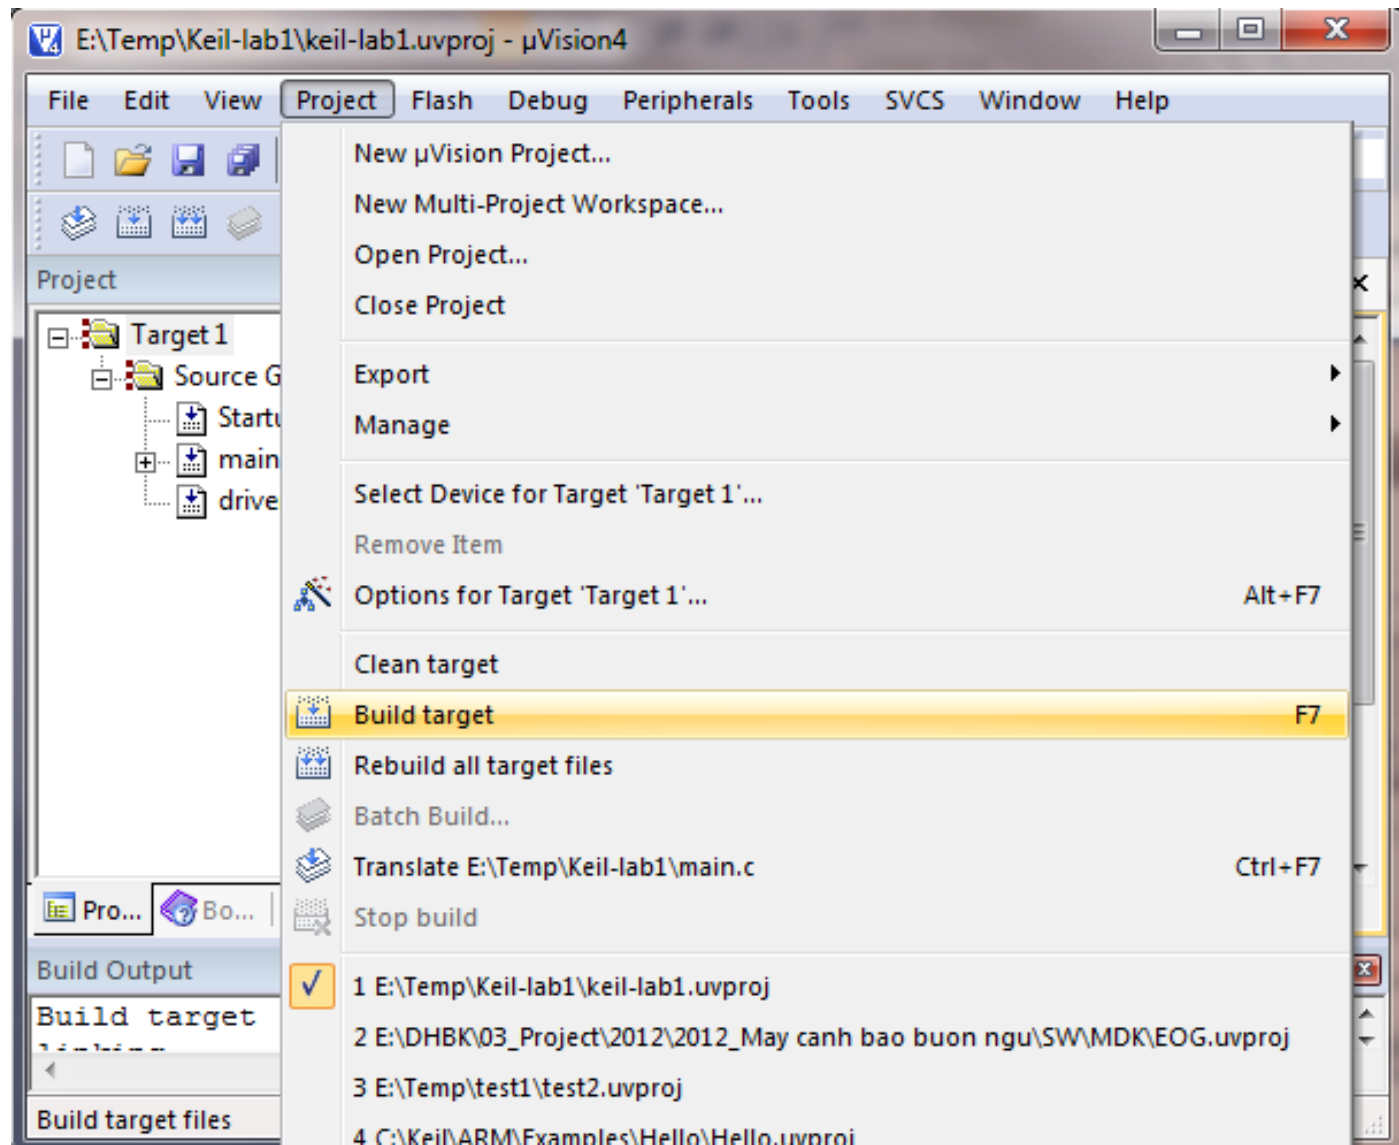 E:\Temp\Keil-lab1\keil-lab1.uvproj - µVision4
File Edit View Project Flash Debug Peripherals Tools SVCS Window Help
New µVision Project...
New Multi-Project Workspace...
Open Project...
Close Project
Export
Manage
Select Device for Target 'Target 1'...
Remove Item
Options for Target 'Target 1'... Alt+F7
Clean target
Build target F7
Rebuild all target files
Batch Build...
Translate E:\Temp\Keil-lab1\main.c Ctrl+F7
Stop build
1 E:\Temp\Keil-lab1\keil-lab1.uvproj
2 E:\DHBK\03_Project\2012\2012_May canh bao buon ngu\SW\MDK\EOG.uvproj
3 E:\Temp\test1\test2.uvproj
4 C:\Keil\ARM\Examples\Hello\Hello.uvproj
Project
Target 1
Source G
Startu
main
drive
Pro... Bo...
Build Output
Build target
linking
Build target files